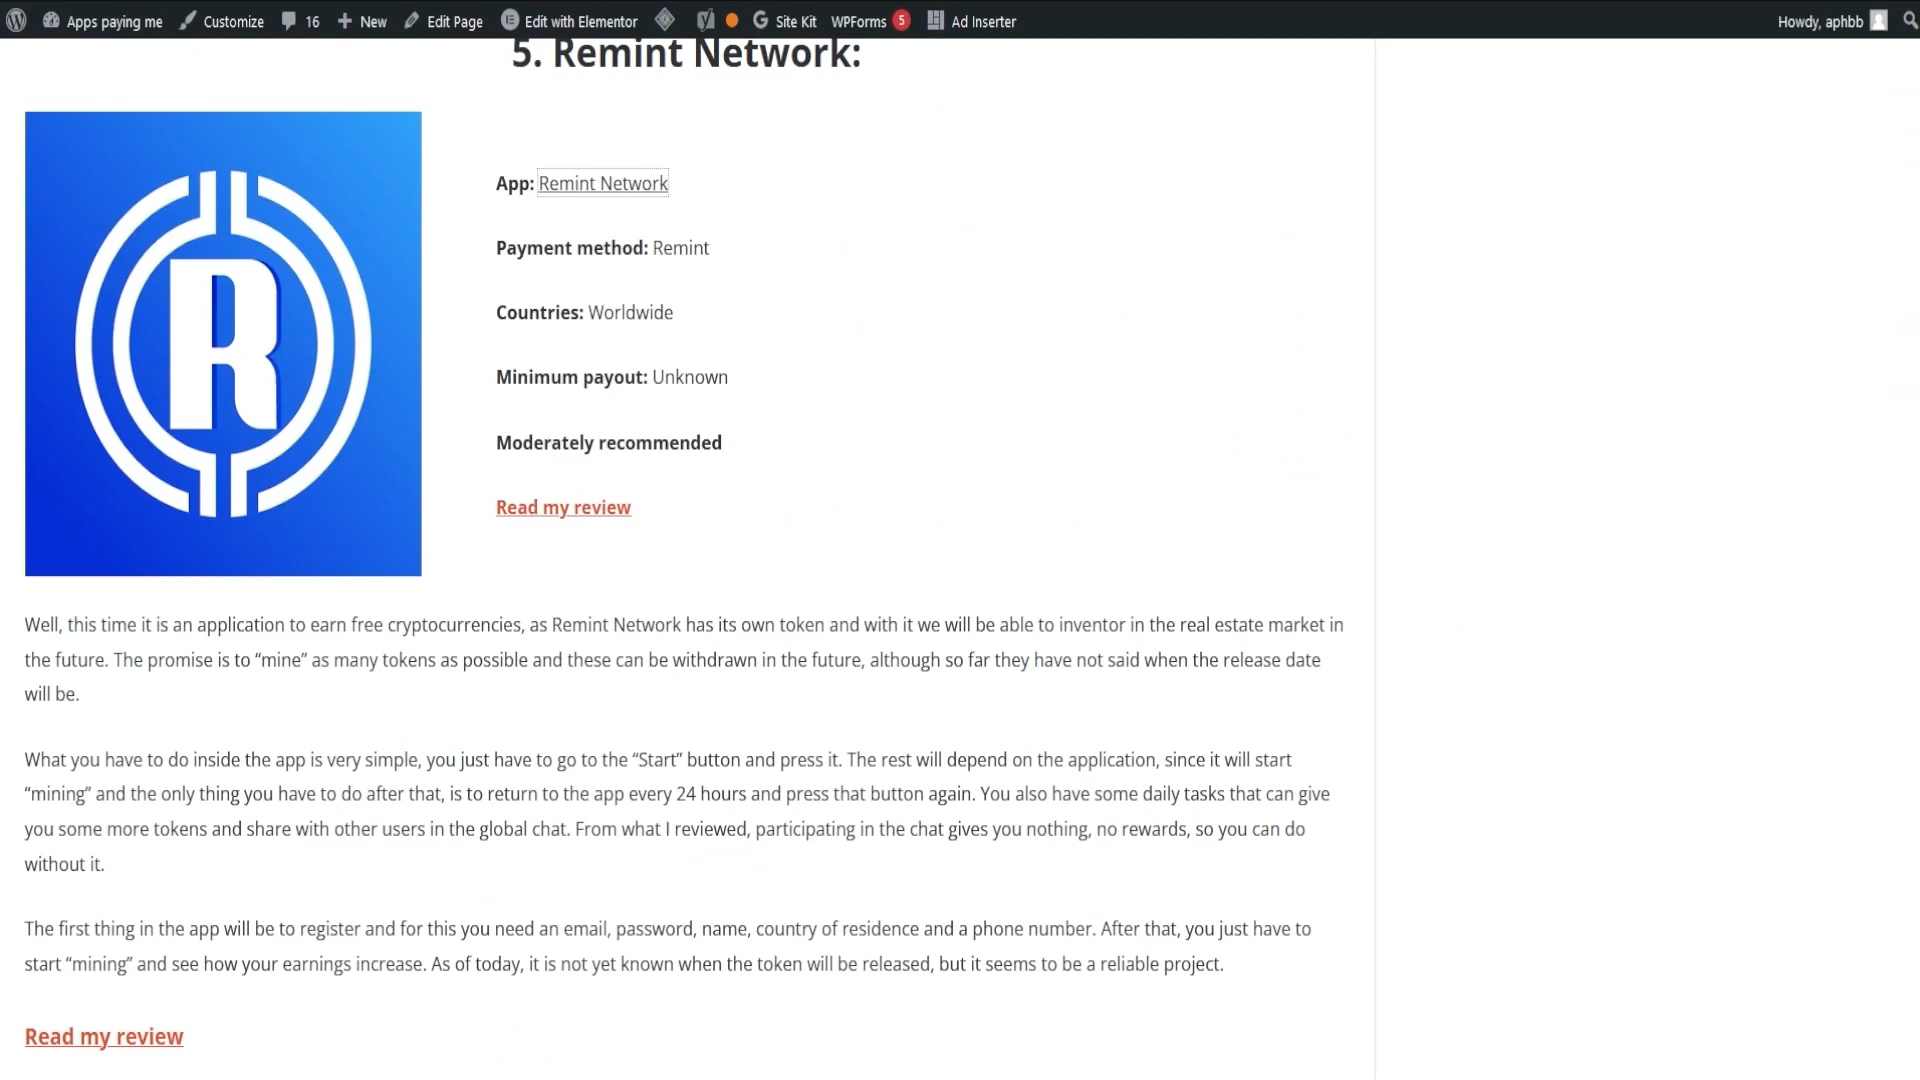 Apps paying me Customize 16 New Edit Page Edit with Elementor Site Kit WPForms 5 Ad Inserter Howdy, aphbb
5. Remint Network:
R
App: Remint Network
Payment method: Remint
Countries: Worldwide
Minimum payout: Unknown
Moderately recommended
Read my review
Well, this time it is an application to earn free cryptocurrencies, as Remint Network has its own token and with it we will be able to inventor in the real estate market in
the future. The promise is to “mine” as many tokens as possible and these can be withdrawn in the future, although so far they have not said when the release date
will be.
What you have to do inside the app is very simple, you just have to go to the “Start” button and press it. The rest will depend on the application, since it will start
“mining” and the only thing you have to do after that, is to return to the app every 24 hours and press that button again. You also have some daily tasks that can give
you some more tokens and share with other users in the global chat. From what I reviewed, participating in the chat gives you nothing, no rewards, so you can do
without it.
The first thing in the app will be to register and for this you need an email, password, name, country of residence and a phone number. After that, you just have to
start “mining” and see how your earnings increase. As of today, it is not yet known when the token will be released, but it seems to be a reliable project.
Read my review